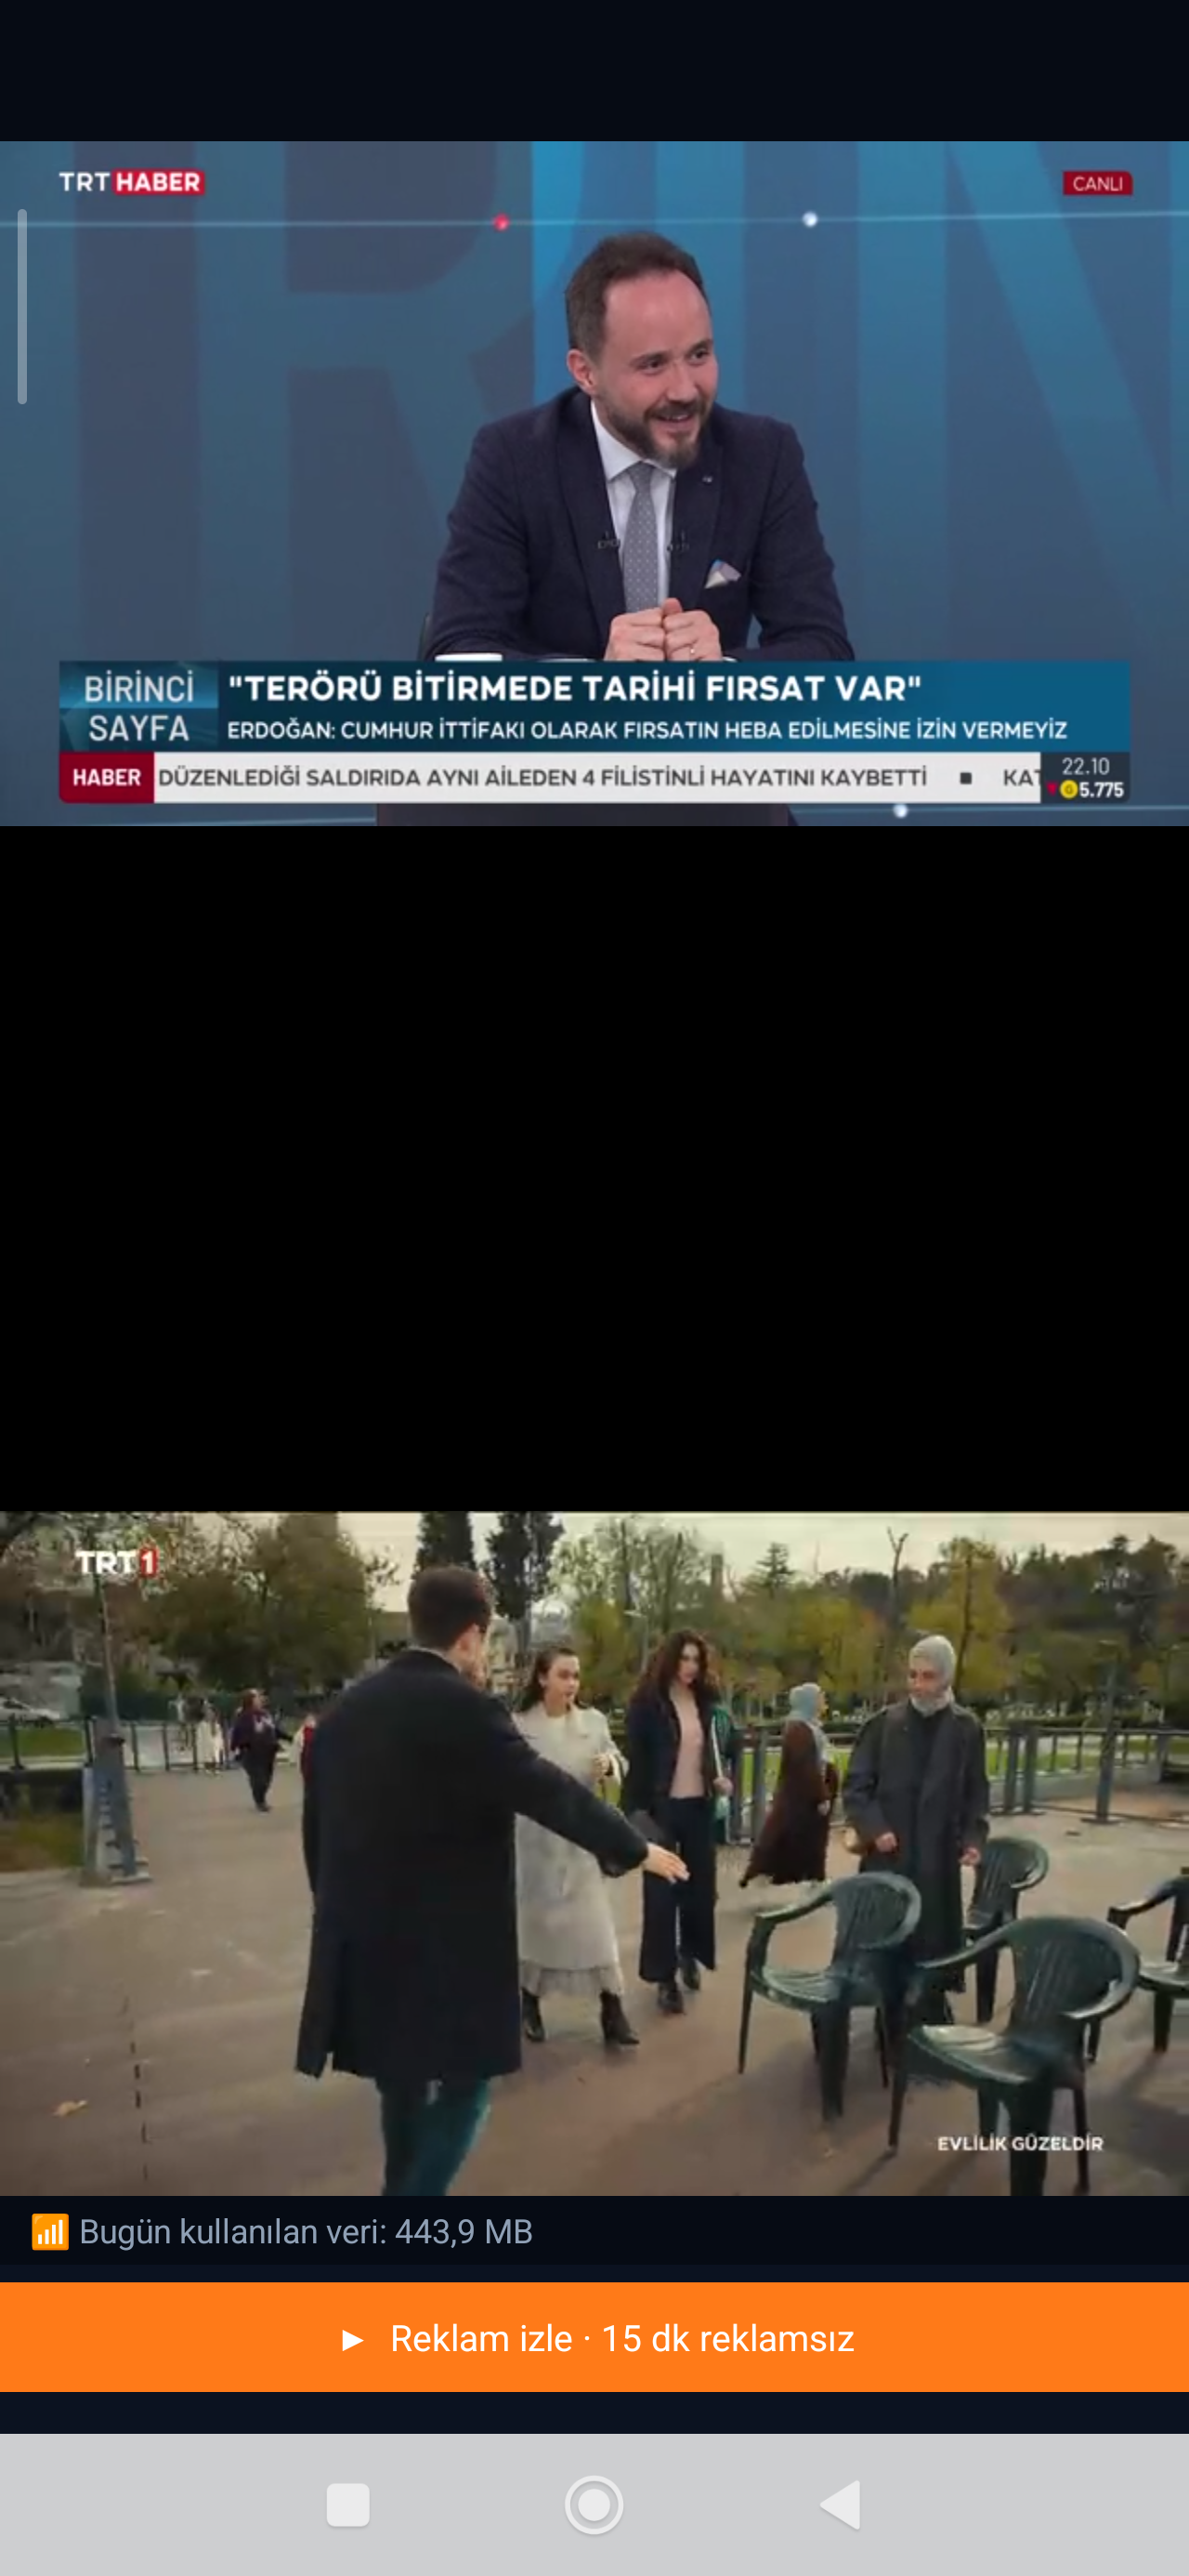 TRT HABER
CANLI
BİRİNCİ
SAYFA
"TERÖRÜ BİTİRMEDE TARİHİ FIRSAT VAR"
ERDOĞAN: CUMHUR İTTİFAKI OLARAK FIRSATIN HEBA EDİLMESİNE İZİN VERMEYİZ
HABER DÜZENLEDİĞİ SALDIRIDA AYNI AİLEDEN 4 FİLİSTİNLİ HAYATINI KAYBETTİ ■
22.10
G 5.775
TRT 1
EVLİLİK GÜZELDİR
📶 Bugün kullanılan veri: 443,9 MB
► Reklam izle · 15 dk reklamsız